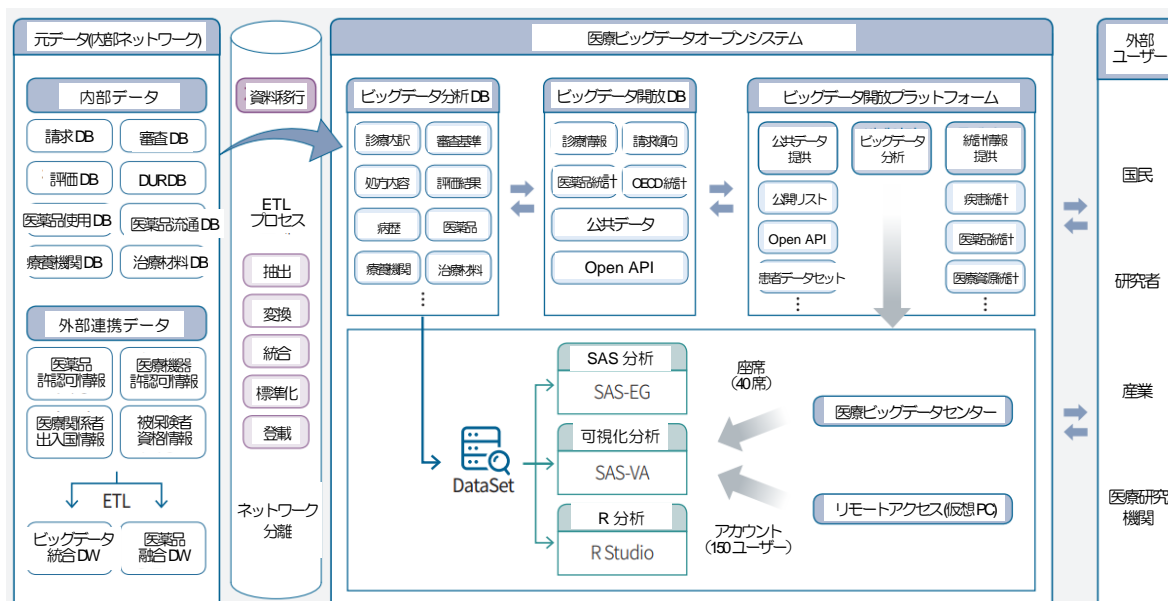 元データ(内部ネットワーク)
内部データ
請求DB
審査DB
評価DB
DURDB
医薬品使用DB
医薬品流通DB
療養機関DB
治療材料DB
外部連携データ
医薬品
許認可情報
医療機器
許認可情報
医療関係者
出入国情報
被保険者
資格情報
ETL
ビッグデータ
統合DW
医薬品
融合DW
資料移行
ETL
プロセス
抽出
変換
統合
標準化
登載
ネットワーク
分離
医療ビッグデータオープンシステム
ビッグデータ分析DB
診療内訳
審査基準
処方内容
評価結果
病歴
医薬品
療養機関
治療材料
⋮
ビッグデータ開放DB
診療情報
請求傾向
医薬品統計
OECD統計
公共データ
Open API
ビッグデータ開放プラットフォーム
公共データ
提供
ビッグデータ
分析
統計情報
提供
公開リスト
Open API
患者データセット
⋮
疾患統計
医薬品統計
医療資源統計
⋮
DataSet
SAS 分析
SAS-EG
可視化分析
SAS-VA
R 分析
R Studio
座席
(40席)
医療ビッグデータセンター
アカウント
(150ユーザー)
リモートアクセス(仮想PC)
外部
ユーザー
国民
研究者
産業
医療研究
機関